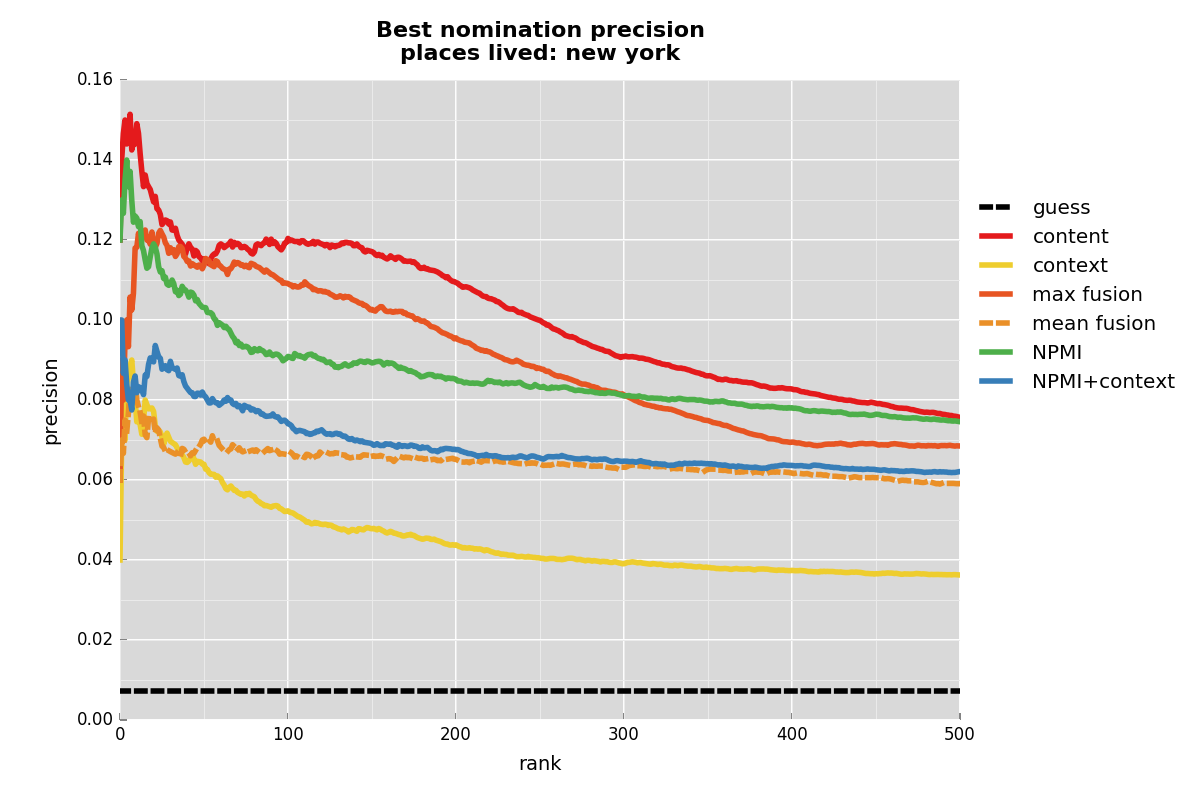 Best nomination precision
places lived: new york
precision
0.16
0.14
0.12
0.10
0.08
0.06
0.04
0.02
0.00
0 100 200 300 400 500
rank
guess
content
context
max fusion
mean fusion
NPMI
NPMI+context